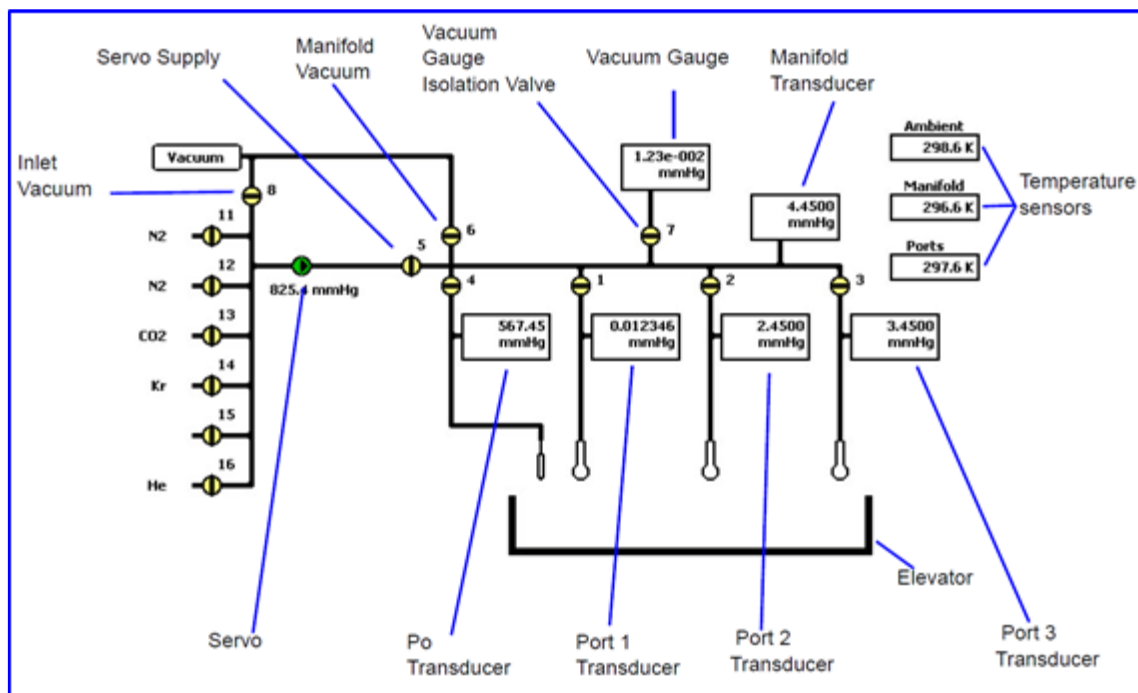 Servo Supply
Manifold
Vacuum
Vacuum
Gauge
Isolation Valve
Vacuum Gauge
Manifold
Transducer
Inlet
Vacuum
Vacuum
8
11
N2
12
N2
13
CO2
14
Kr
15
16
He
825.4 mmHg
5
6
4
7
1
2
3
1.23e-002
mmHg
4.4500
mmHg
Ambient
298.6 K
Manifold
296.6 K
Ports
297.6 K
Temperature
sensors
567.45
mmHg
0.012346
mmHg
2.4500
mmHg
3.4500
mmHg
Elevator
Servo
Po
Transducer
Port 1
Transducer
Port 2
Transducer
Port 3
Transducer